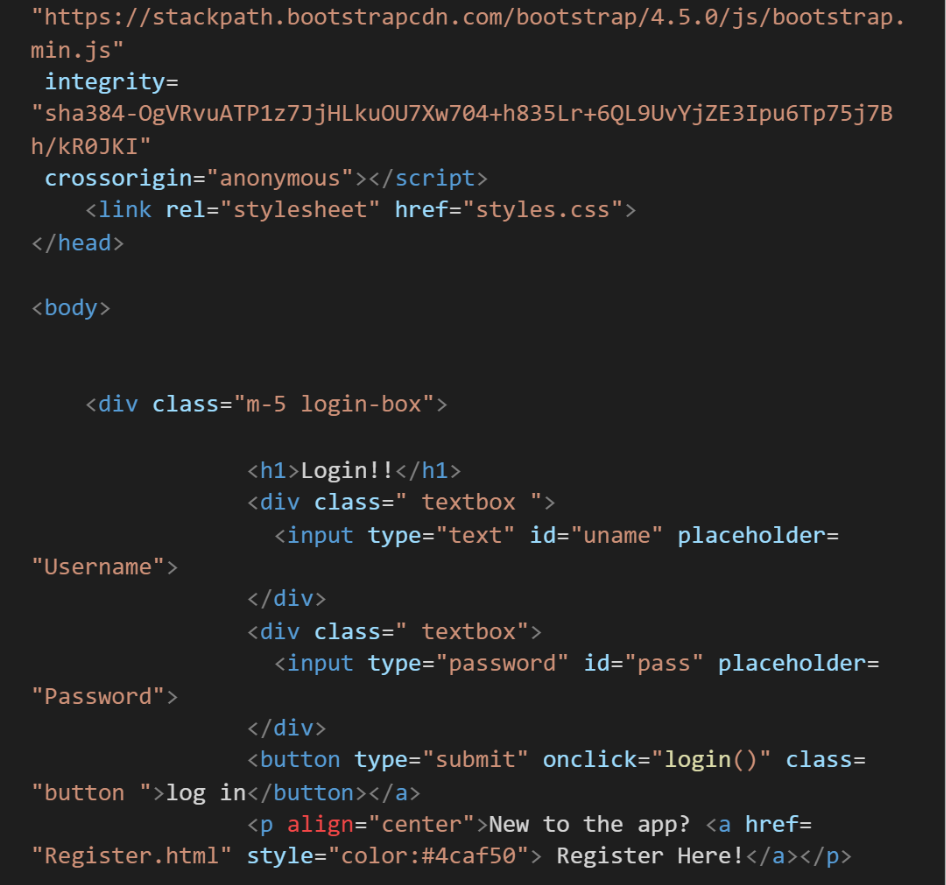 "https://stackpath.bootstrapcdn.com/bootstrap/4.5.0/js/bootstrap.
min.js"
integrity=
"sha384-OgVRvuATP1z7JjHLkuOU7Xw704+h835Lr+6QL9UvYjZE3Ipu6Tp75j7B
h/kR0JKI"
crossorigin="anonymous"></script>
<link rel="stylesheet" href="styles.css">
</head>
<body>
<div class="m-5 login-box">
<h1>Login!!</h1>
<div class=" textbox ">
<input type="text" id="uname" placeholder=
"Username">
</div>
<div class=" textbox">
<input type="password" id="pass" placeholder=
"Password">
</div>
<button type="submit" onclick="login()" class=
"button ">log in</button></a>
<p align="center">New to the app? <a href=
"Register.html" style="color:#4caf50"> Register Here!</a></p>